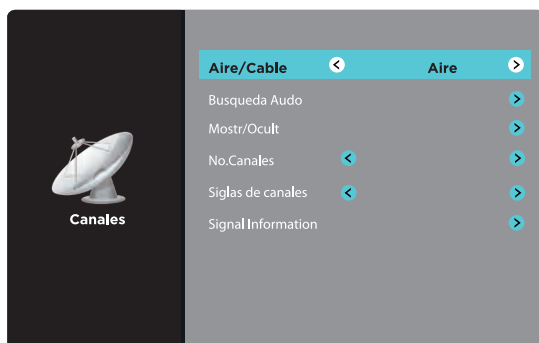 Aire/Cable Aire
Busqueda Audo
Mostr/Ocult
No.Canales
Siglas de canales
Signal Information
Canales